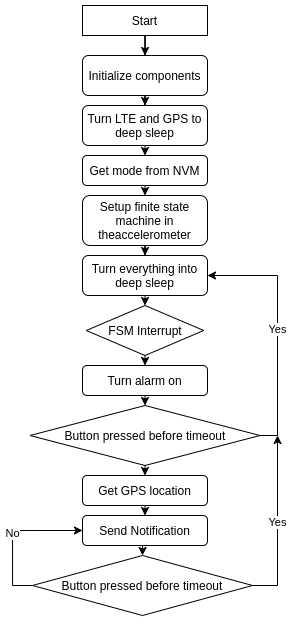 Start
Initialize components
Turn LTE and GPS to
deep sleep
Get mode from NVM
Setup finite state
machine in
theaccelerometer
Turn everything into
deep sleep
FSM Interrupt
Yes
Turn alarm on
Button pressed before timeout
Get GPS location
Send Notification
Yes
No
Button pressed before timeout